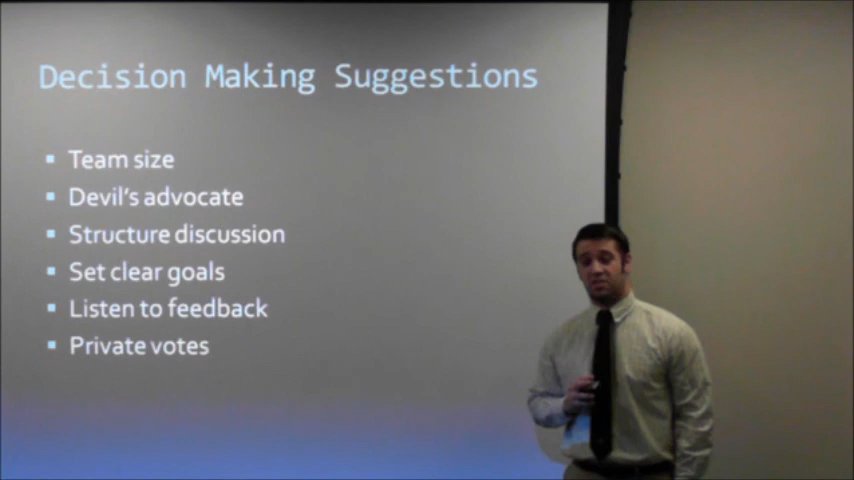 Decision Making Suggestions
Team size
Devil's advocate
Structure discussion
Set clear goals
Listen to feedback
Private votes